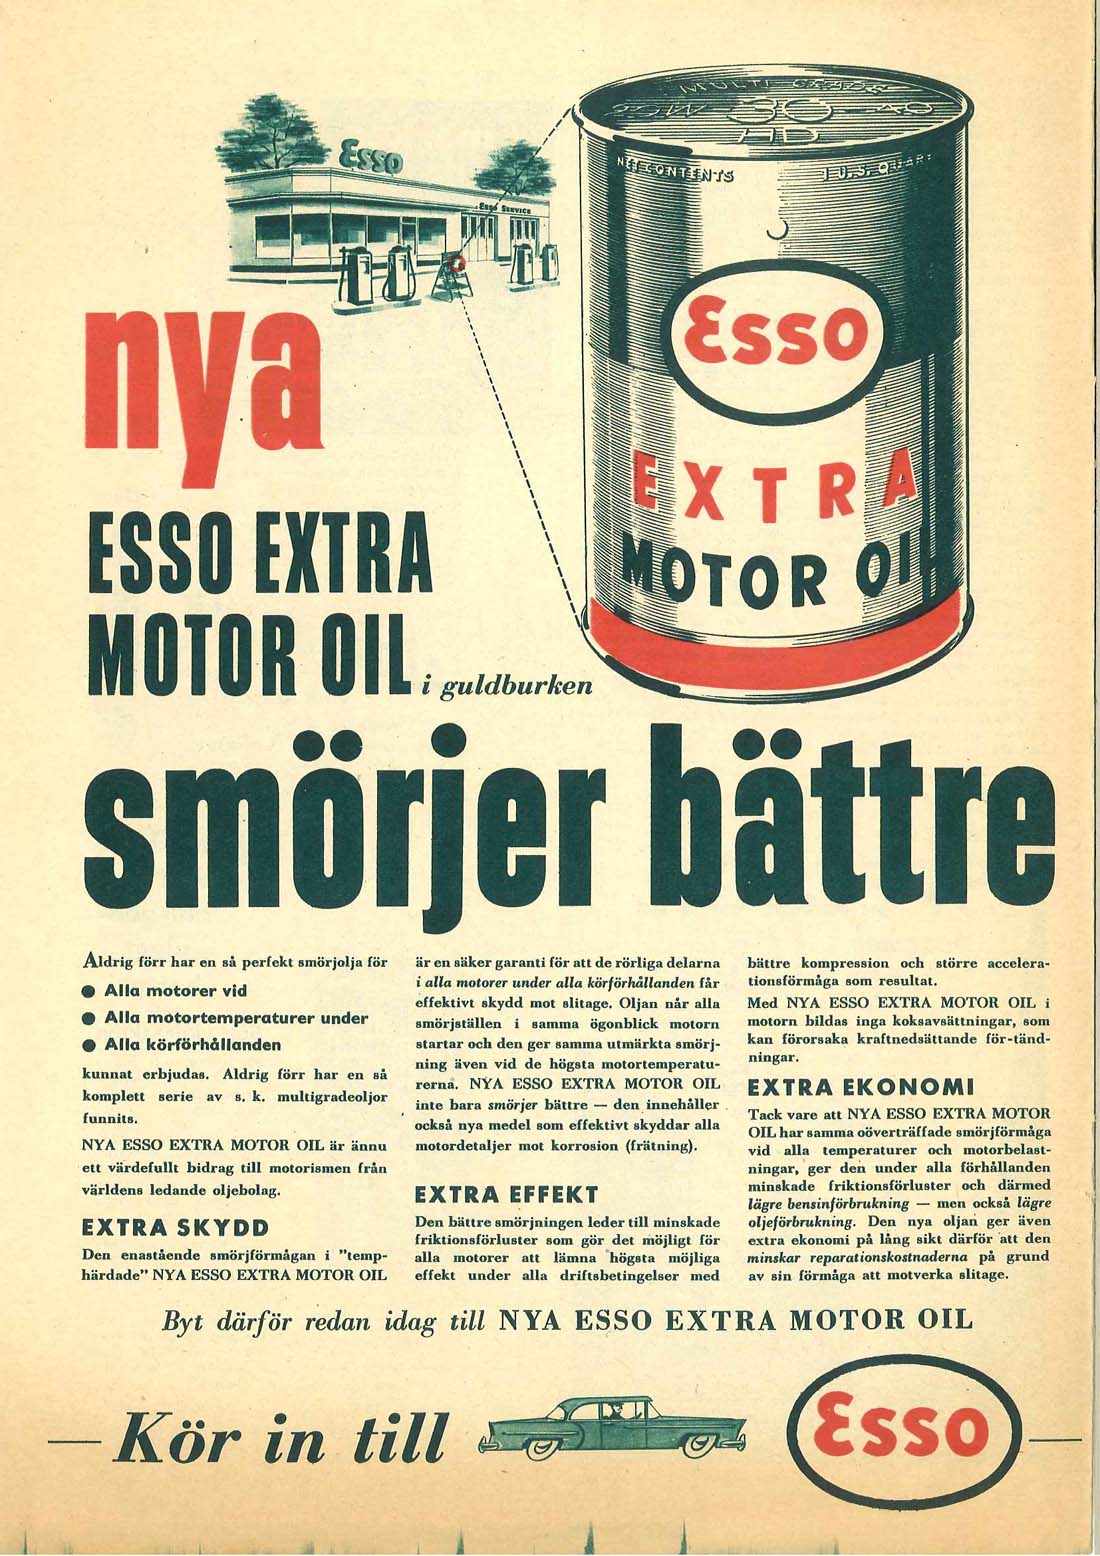 Esso
Esso Service
MULTI GRADE
20W 30 40
HD
NET CONTENTS 1 U.S. QUART
Esso
EXTRA
MOTOR OIL
nya
ESSO EXTRA
MOTOR OIL i guldburken
smörjer bättre
Aldrig förr har en så perfekt smörjolja för
● Alla motorer vid
● Alla motortemperaturer under
● Alla körförhållanden
kunnat erbjudas. Aldrig förr har en så
komplett serie av s. k. multigradeoljor
funnits.
NYA ESSO EXTRA MOTOR OIL är ännu
ett värdefullt bidrag till motorismen från
världens ledande oljebolag.
EXTRA SKYDD
Den enastående smörjförmågan i "temp-
härdade" NYA ESSO EXTRA MOTOR OIL
är en säker garanti för att de rörliga delarna
i alla motorer under alla körförhållanden får
effektivt skydd mot slitage. Oljan når alla
smörjställen i samma ögonblick motorn
startar och den ger samma utmärkta smörj-
ning även vid de högsta motortemperatu-
rerna. NYA ESSO EXTRA MOTOR OIL
inte bara smörjer bättre — den innehåller
också nya medel som effektivt skyddar alla
motordetaljer mot korrosion (frätning).
EXTRA EFFEKT
Den bättre smörjningen leder till minskade
friktionsförluster som gör det möjligt för
alla motorer att lämna högsta möjliga
effekt under alla driftsbetingelser med
bättre kompression och större accelera-
tionsförmåga som resultat.
Med NYA ESSO EXTRA MOTOR OIL i
motorn bildas inga koksavsättningar, som
kan förorsaka kraftnedsättande för-tänd-
ningar.
EXTRA EKONOMI
Tack vare att NYA ESSO EXTRA MOTOR
OIL har samma oöverträffade smörjförmåga
vid alla temperaturer och motorbelast-
ningar, ger den under alla förhållanden
minskade friktionsförluster och därmed
lägre bensinförbrukning — men också lägre
oljeförbrukning. Den nya oljan ger även
extra ekonomi på lång sikt därför att den
minskar reparationskostnaderna på grund
av sin förmåga att motverka slitage.
Byt därför redan idag till NYA ESSO EXTRA MOTOR OIL
— Kör in till Esso —